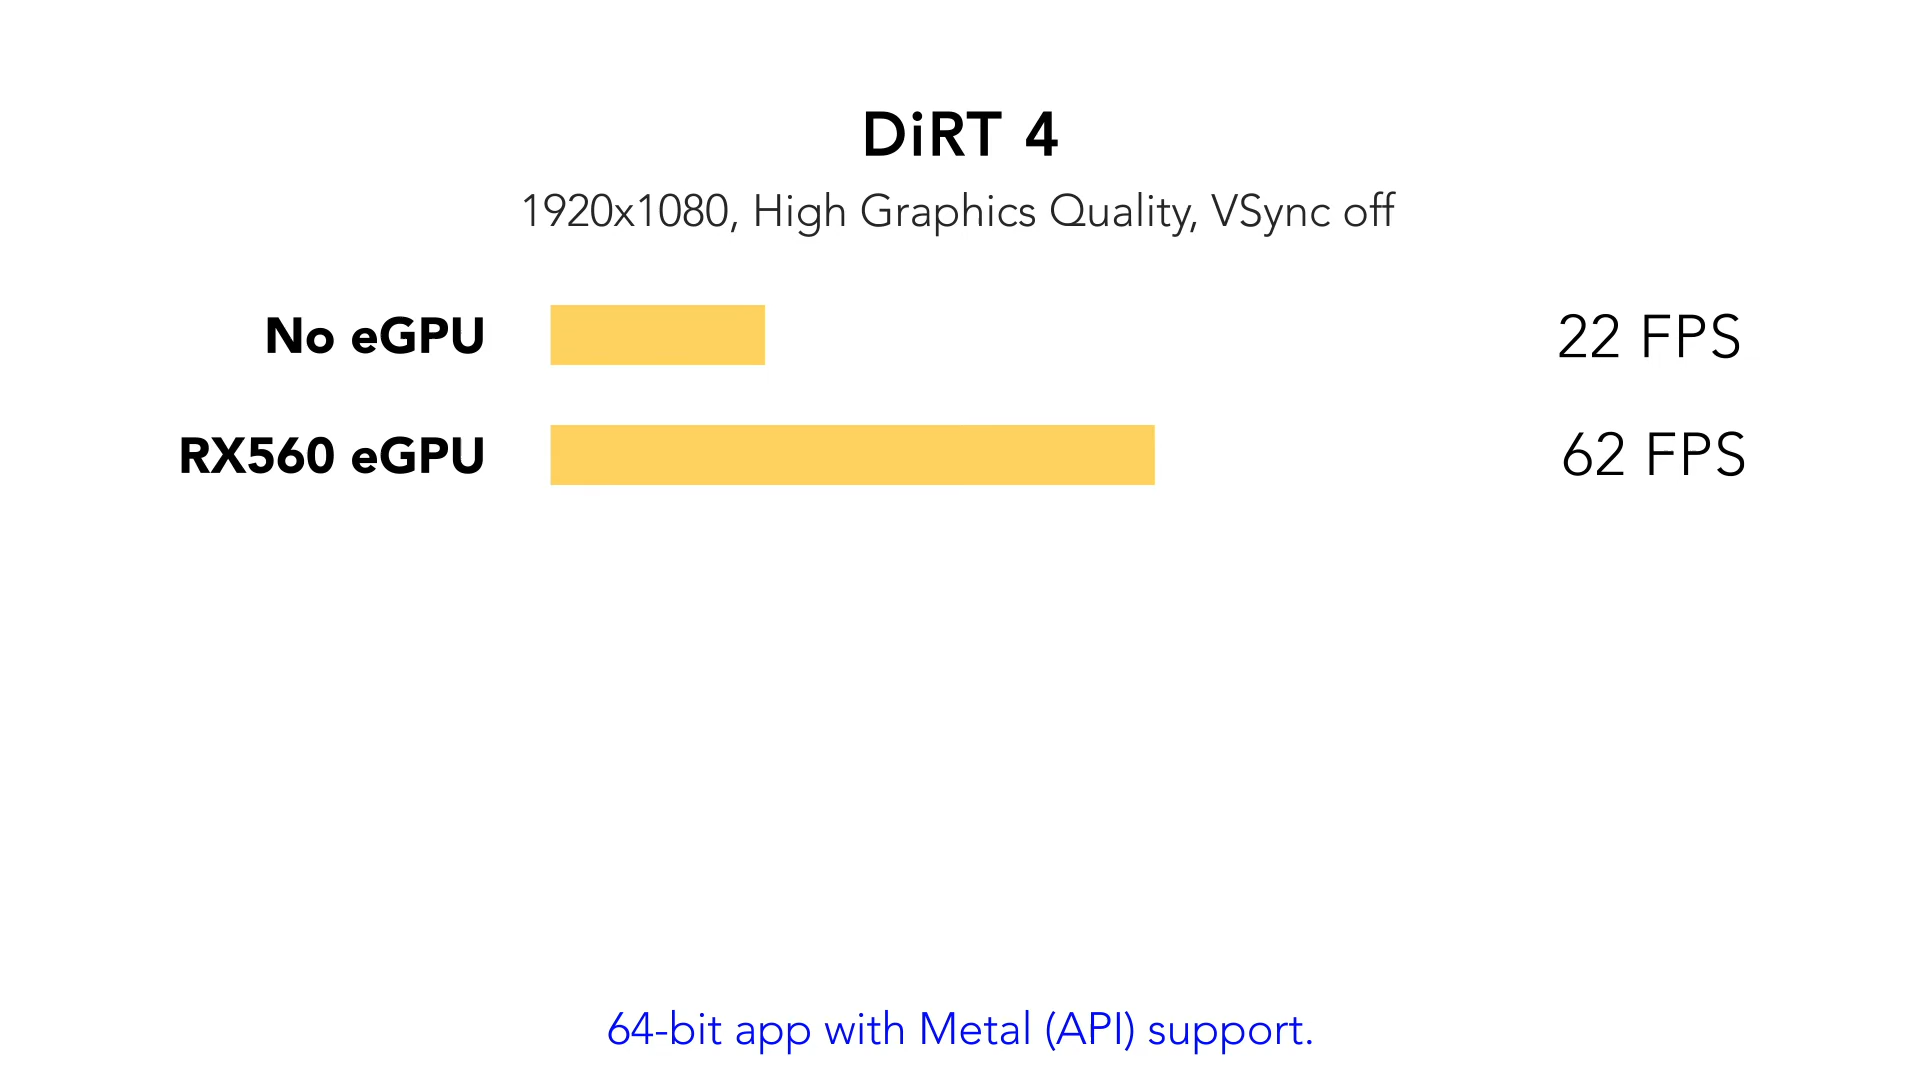 DiRT 4
1920x1080, High Graphics Quality, VSync off
No eGPU 22 FPS
RX560 eGPU 62 FPS
64-bit app with Metal (API) support.